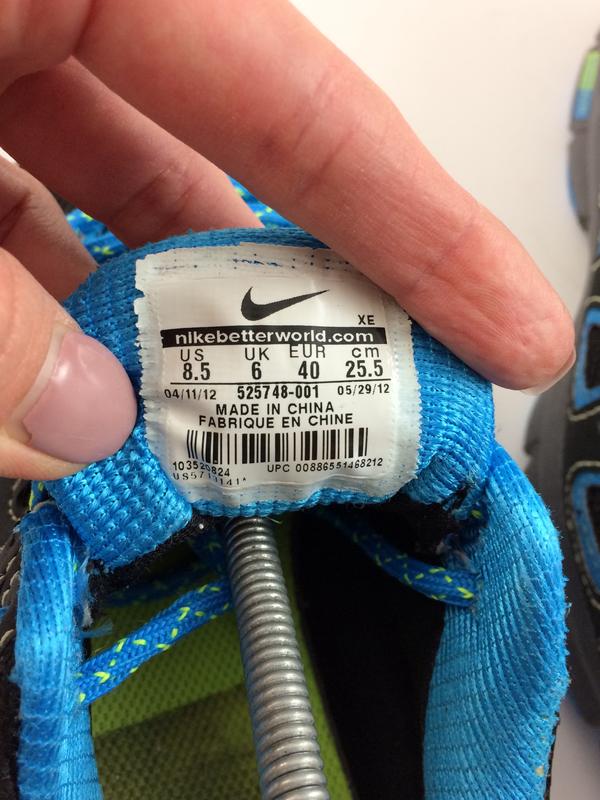 XE
nikebetterworld.com
US UK EUR cm
8.5 6 40 25.5
04/11/12 525748-001 05/29/12
MADE IN CHINA
FABRIQUE EN CHINE
UPC 00886551468212